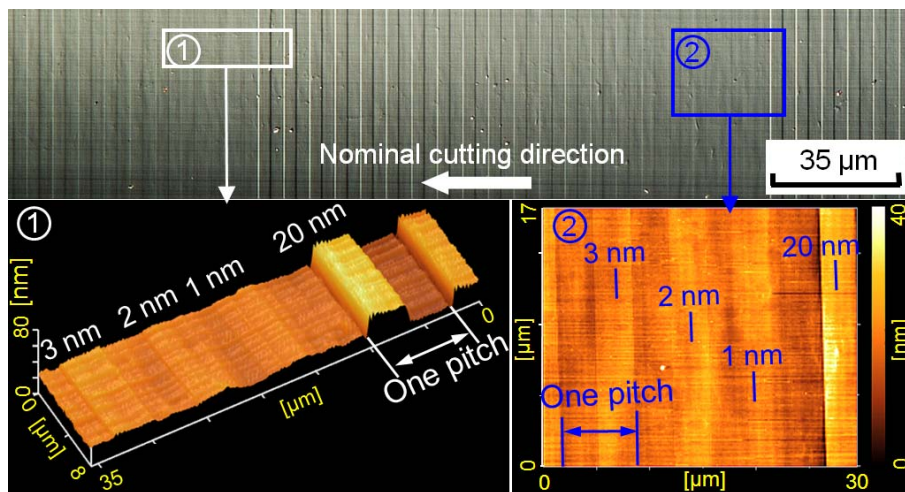 ①
②
Nominal cutting direction
35 μm
①
3 nm
2 nm
1 nm
20 nm
80
[nm]
0
0
[μm]
8
35
[μm]
0
One pitch
②
17
[μm]
0
3 nm
2 nm
1 nm
20 nm
One pitch
0
[μm]
30
40
[nm]
0